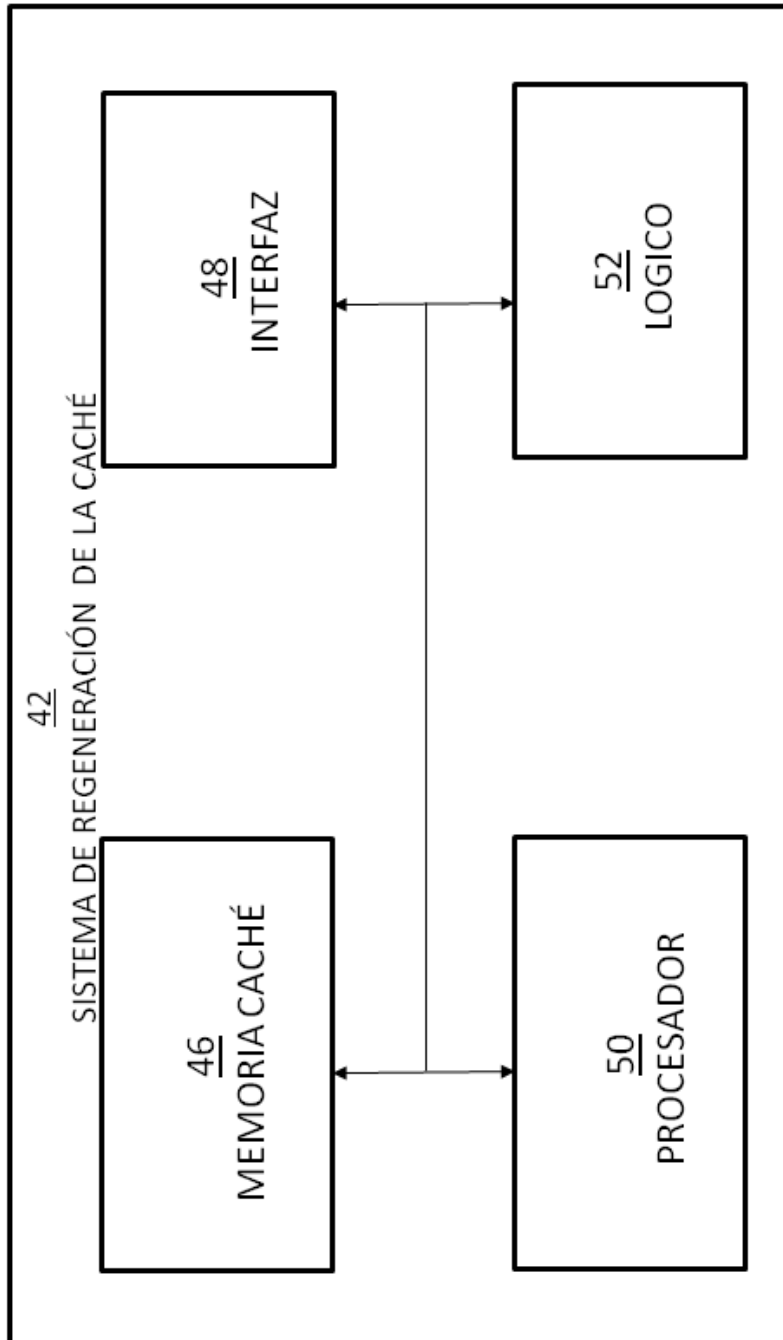 42
SISTEMA DE REGENERACIÓN DE LA CACHÉ
46
MEMORIA CACHÉ
48
INTERFAZ
50
PROCESADOR
52
LOGICO